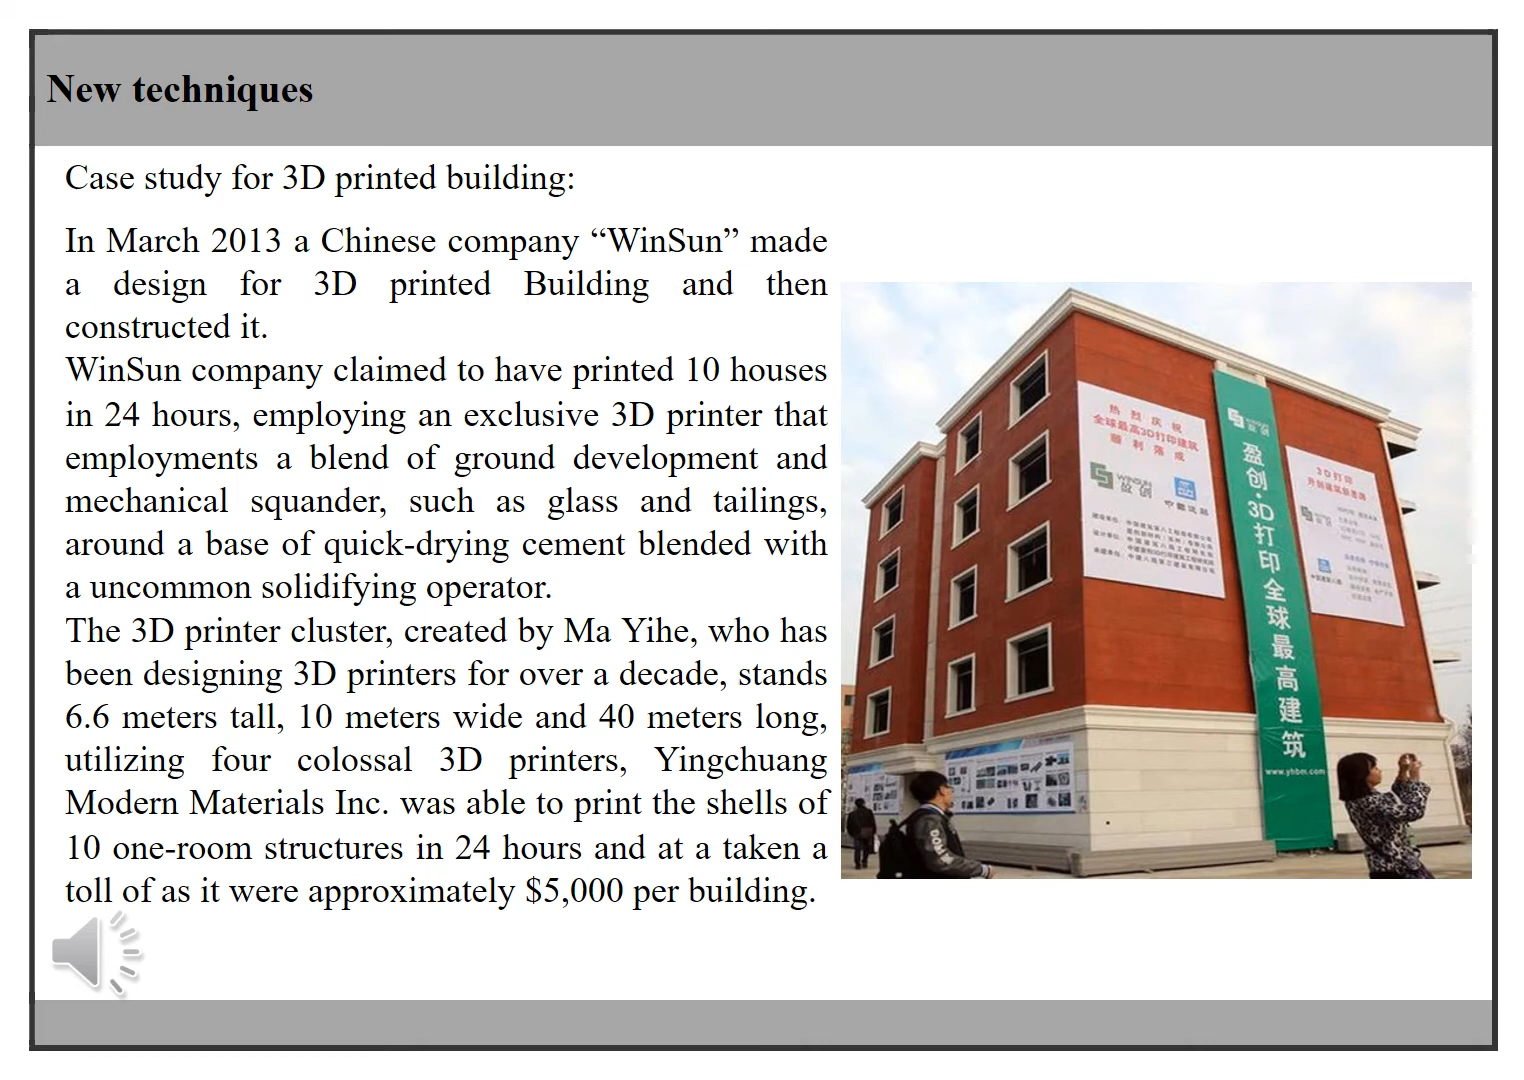 New techniques
Case study for 3D printed building:
In March 2013 a Chinese company “WinSun” made
a design for 3D printed Building and then
constructed it.
WinSun company claimed to have printed 10 houses
in 24 hours, employing an exclusive 3D printer that
employments a blend of ground development and
mechanical squander, such as glass and tailings,
around a base of quick-drying cement blended with
a uncommon solidifying operator.
The 3D printer cluster, created by Ma Yihe, who has
been designing 3D printers for over a decade, stands
6.6 meters tall, 10 meters wide and 40 meters long,
utilizing four colossal 3D printers, Yingchuang
Modern Materials Inc. was able to print the shells of
10 one-room structures in 24 hours and at a taken a
toll of as it were approximately $5,000 per building.
热烈庆祝
全球最高3D打印建筑
顺利落成
WINSUN
盈创
盈创·3D打印全球最高建筑
www.yhbm.com
3D打印